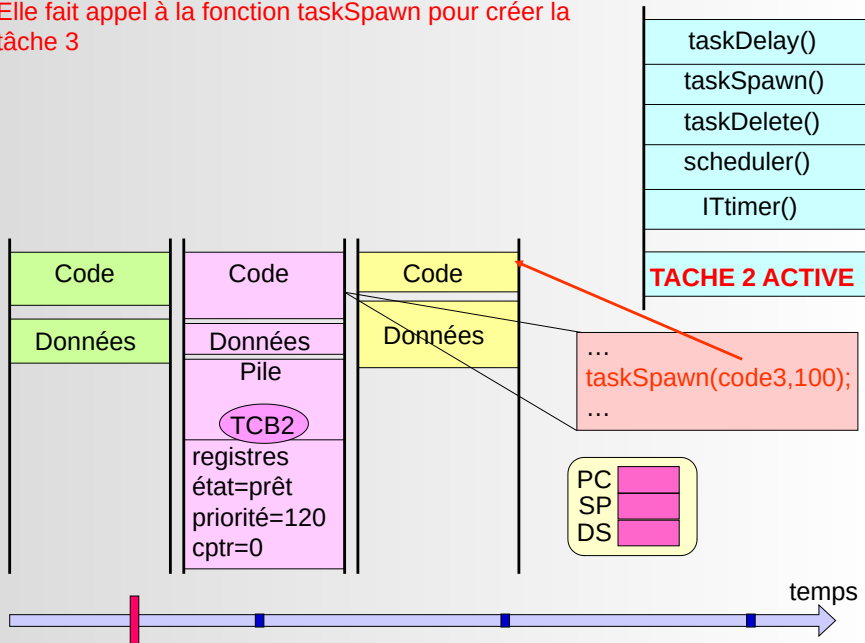 Elle fait appel à la fonction taskSpawn pour créer la
tâche 3
taskDelay()
taskSpawn()
taskDelete()
scheduler()
ITtimer()
TACHE 2 ACTIVE
Code
Données
Code
Données
Pile
TCB2
registres
état=prêt
priorité=120
cptr=0
Code
Données
…
taskSpawn(code3,100);
…
PC
SP
DS
temps